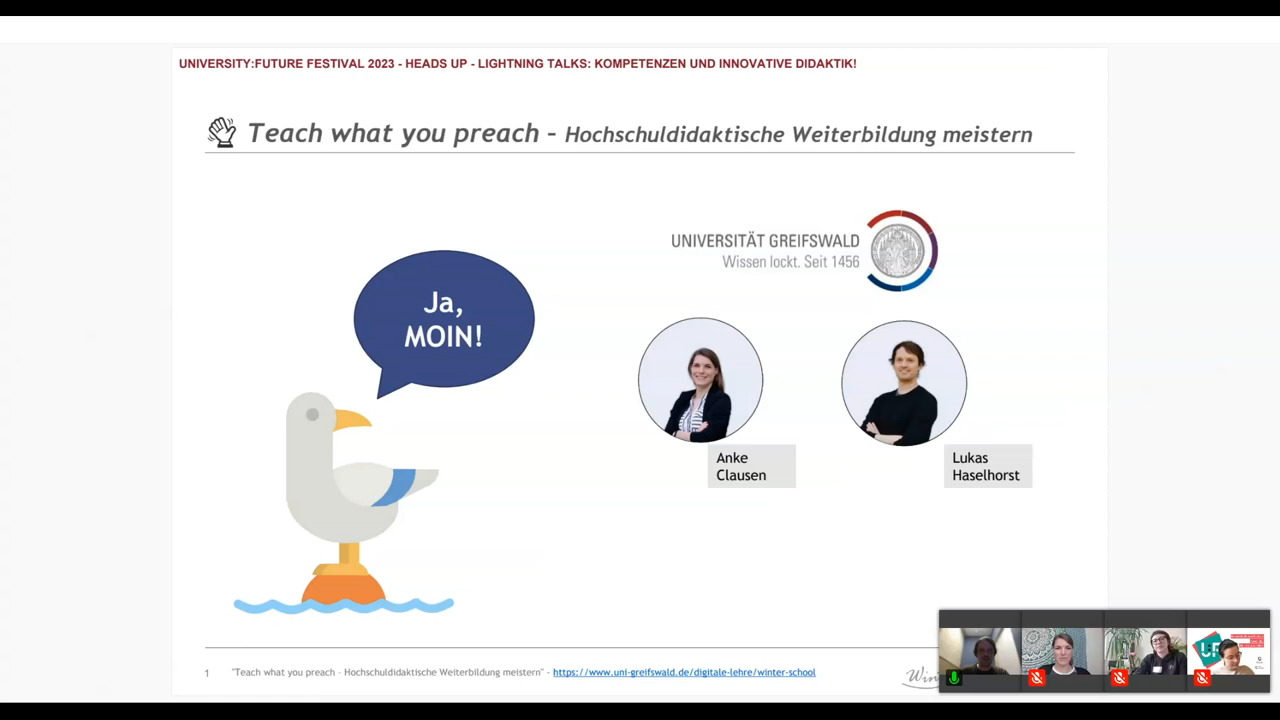 UNIVERSITY:FUTURE FESTIVAL 2023 - HEADS UP - LIGHTNING TALKS: KOMPETENZEN UND INNOVATIVE DIDAKTIK!
Teach what you preach – Hochschuldidaktische Weiterbildung meistern
UNIVERSITÄT GREIFSWALD
Wissen lockt. Seit 1456
Ja,
MOIN!
Anke
Clausen
Lukas
Haselhorst
1 "Teach what you preach - Hochschuldidaktische Weiterbildung meistern" - https://www.uni-greifswald.de/digitale-lehre/winter-school